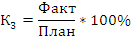 Кз = Факт / План * 100%